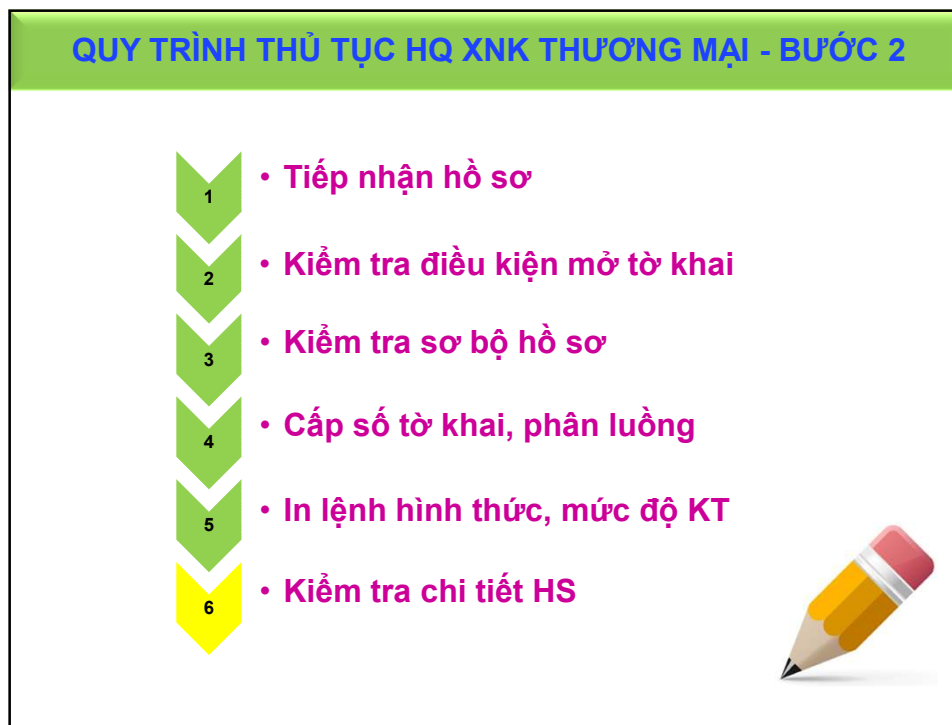 QUY TRÌNH THỦ TỤC HQ XNK THƯƠNG MẠI - BƯỚC 2
1
• Tiếp nhận hồ sơ
2
• Kiểm tra điều kiện mở tờ khai
3
• Kiểm tra sơ bộ hồ sơ
4
• Cấp số tờ khai, phân luồng
5
• In lệnh hình thức, mức độ KT
6
• Kiểm tra chi tiết HS